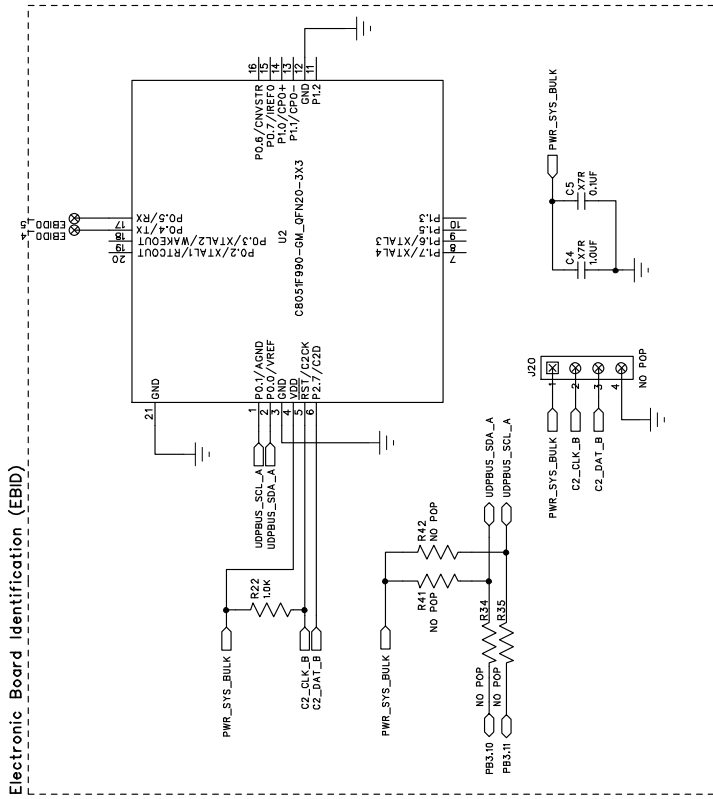 Electronic Board Identification (EBID)
EBID0_4
EBID0_5
20
19
18
17
P0.2/XTAL1/RTCOUT
P0.3/XTAL2/WAKEOUT
P0.4/TX
P0.5/RX
21
GND
UDPBUS_SCL_A
UDPBUS_SDA_A
1
2
3
4
5
6
P0.1/AGND
P0.0/VREF
GND
VDD
RST/C2CK
P2.7/C2D
U2
C8051F990-GM_QFN20-3X3
P0.6/CNVSTR
P0.7/IREF0
P1.0/CP0+
P1.1/CP0-
GND
P1.2
16
15
14
13
12
11
P1.7/XTAL4
P1.6/XTAL3
P1.5
P1.3
7
8
9
10
PWR_SYS_BULK
R22
1.0K
C2_CLK_B
C2_DAT_B
PWR_SYS_BULK
R41
NO POP
R42
NO POP
PB3.10
NO POP
R34
UDPBUS_SDA_A
PB3.11
NO POP
R35
UDPBUS_SCL_A
J20
PWR_SYS_BULK
1
C2_CLK_B
2
C2_DAT_B
3
4
NO POP
PWR_SYS_BULK
C4
X7R
1.0UF
C5
X7R
0.1UF